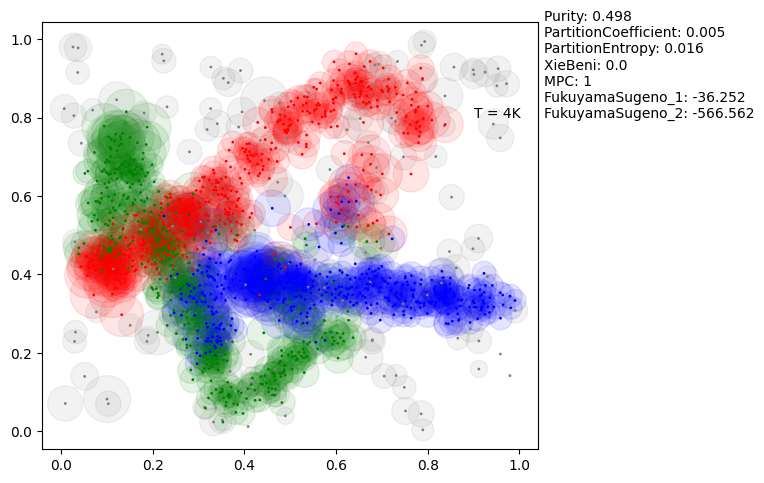 Purity: 0.498
PartitionCoefficient: 0.005
PartitionEntropy: 0.016
XieBeni: 0.0
MPC: 1
FukuyamaSugeno_1: -36.252
FukuyamaSugeno_2: -566.562
T = 4K
1.0
0.8
0.6
0.4
0.2
0.0
0.0 0.2 0.4 0.6 0.8 1.0